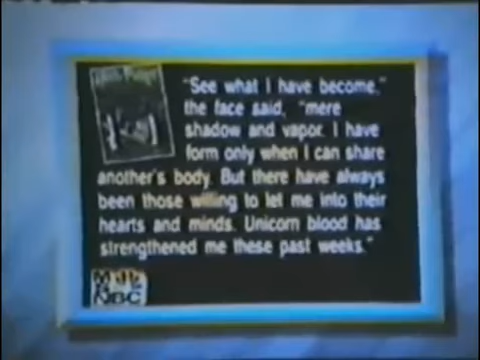 "See what I have become,"
the face said, "mere
shadow and vapor. I have
form only when I can share
another's body. But there have always
been those willing to let me into their
hearts and minds. Unicorn blood has
strengthened me these past weeks."
NBC